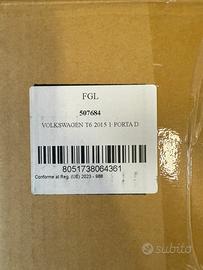 FGL
507684
VOLKSWAGEN T6 2015 1 PORTA D
8051738064361
Conforme al Reg. (UE) 2023 - 988
subito